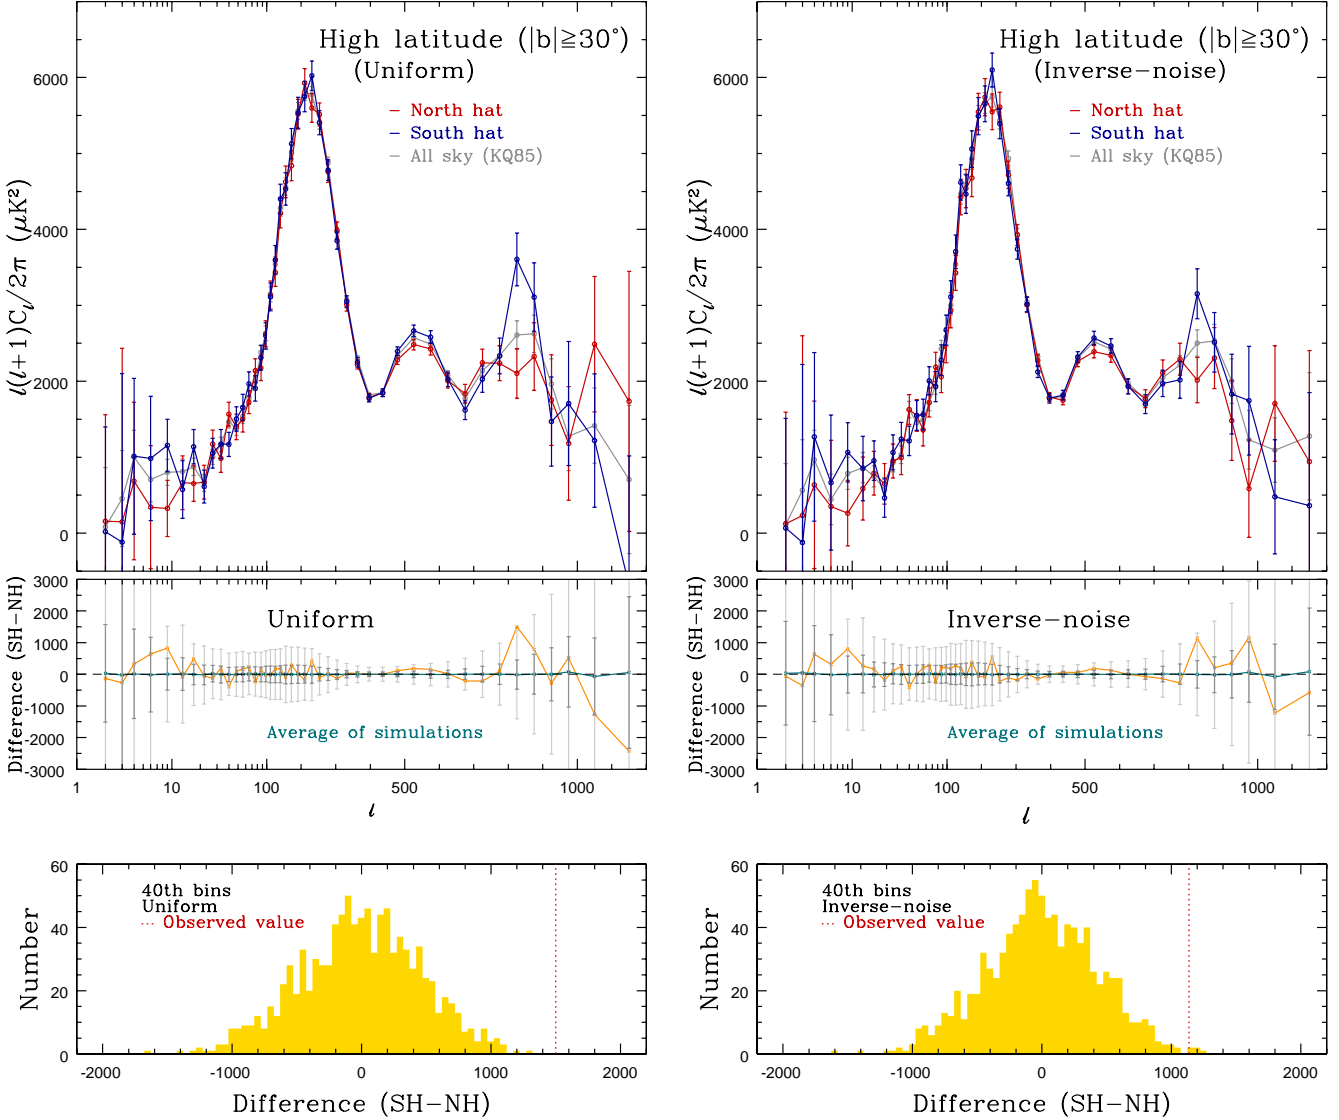 High latitude (|b|≧30°)
(Uniform)
North hat
South hat
All sky (KQ85)
ℓ(ℓ+1)Cℓ/2π (μK²)
6000
4000
2000
0
Difference (SH−NH)
3000
2000
1000
0
-1000
-2000
-3000
Uniform
Average of simulations
1 10 100 500 1000
ℓ
High latitude (|b|≧30°)
(Inverse−noise)
North hat
South hat
All sky (KQ85)
ℓ(ℓ+1)Cℓ/2π (μK²)
6000
4000
2000
0
Difference (SH−NH)
3000
2000
1000
0
-1000
-2000
-3000
Inverse−noise
Average of simulations
1 10 100 500 1000
ℓ
Number
60
40
20
0
40th bins
Uniform
Observed value
-2000 -1000 0 1000 2000
Difference (SH−NH)
Number
60
40
20
0
40th bins
Inverse−noise
Observed value
-2000 -1000 0 1000 2000
Difference (SH−NH)